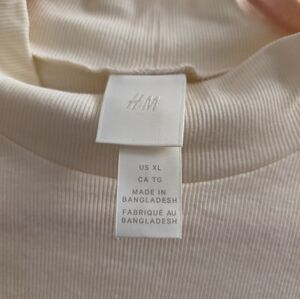 H&M
US XL
CA TG
MADE IN
BANGLADESH
FABRIQUÉ AU
BANGLADESH